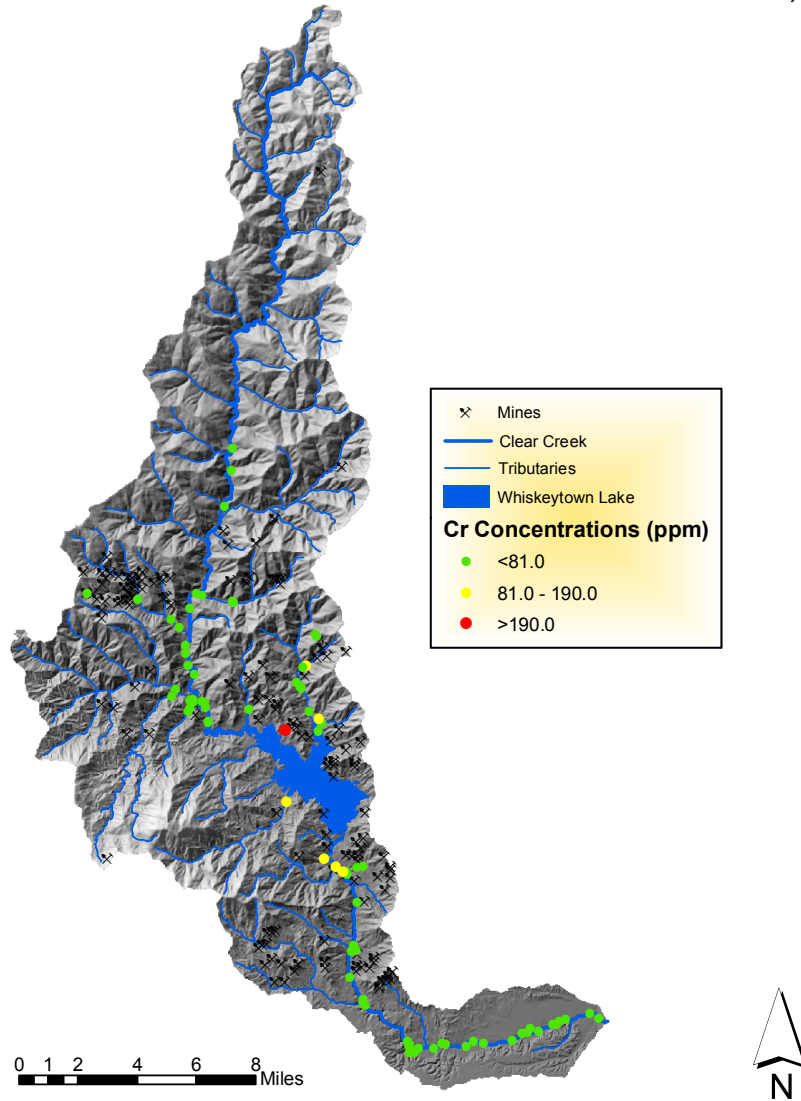 Mines
Clear Creek
Tributaries
Whiskeytown Lake
Cr Concentrations (ppm)
<81.0
81.0 - 190.0
>190.0
0 1 2 4 6 8
Miles
N